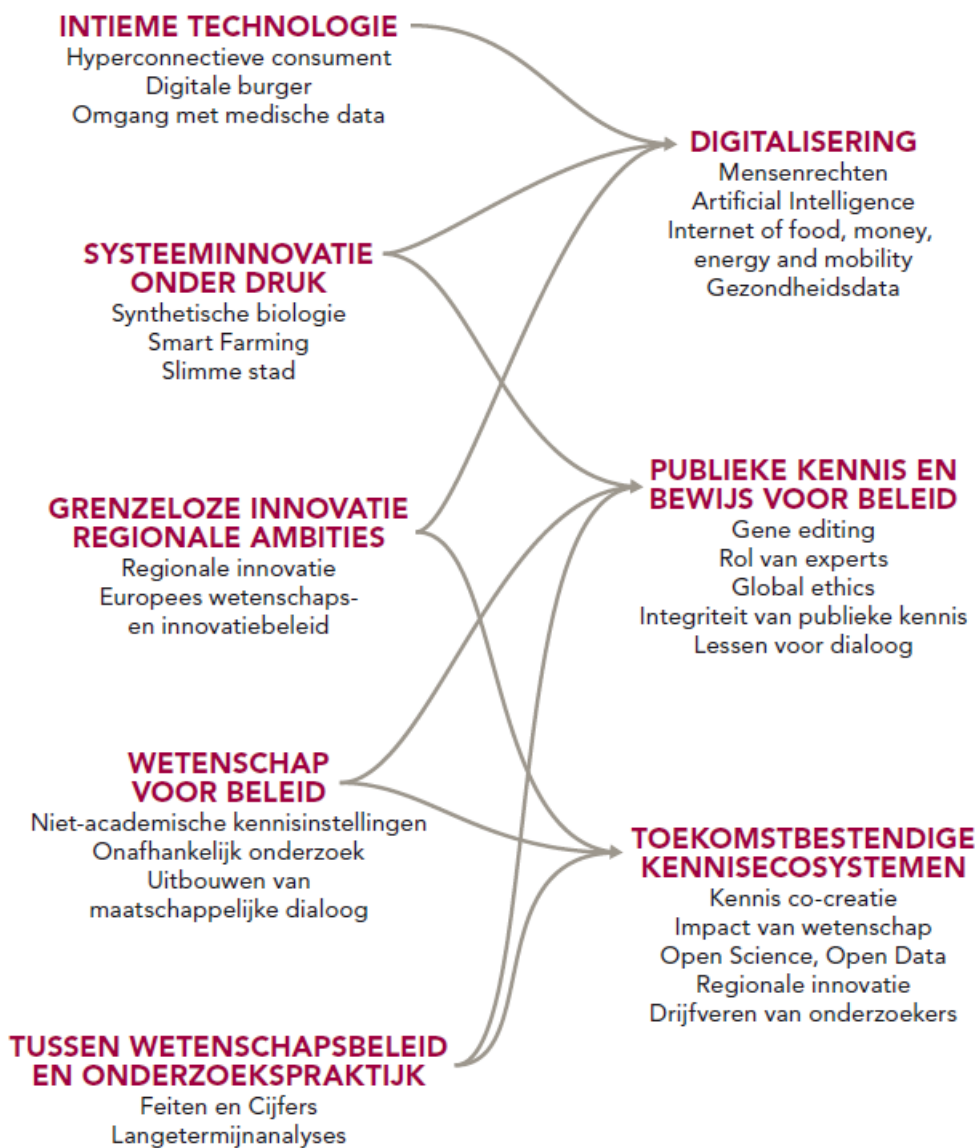 INTIEME TECHNOLOGIE
Hyperconnectieve consument
Digitale burger
Omgang met medische data
SYSTEEMINNOVATIE
ONDER DRUK
Synthetische biologie
Smart Farming
Slimme stad
GRENZELOZE INNOVATIE
REGIONALE AMBITIES
Regionale innovatie
Europees wetenschaps-
en innovatiebeleid
WETENSCHAP
VOOR BELEID
Niet-academische kennisinstellingen
Onafhankelijk onderzoek
Uitbouwen van
maatschappelijke dialoog
TUSSEN WETENSCHAPSBELEID
EN ONDERZOEKSPRAKTIJK
Feiten en Cijfers
Langetermijnanalyses
DIGITALISERING
Mensenrechten
Artificial Intelligence
Internet of food, money,
energy and mobility
Gezondheidsdata
PUBLIEKE KENNIS EN
BEWIJS VOOR BELEID
Gene editing
Rol van experts
Global ethics
Integriteit van publieke kennis
Lessen voor dialoog
TOEKOMSTBESTENDIGE
KENNISECOSYSTEMEN
Kennis co-creatie
Impact van wetenschap
Open Science, Open Data
Regionale innovatie
Drijfveren van onderzoekers